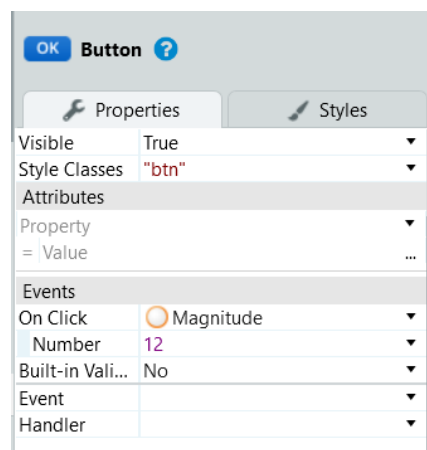 OK Button ?
Properties Styles
Visible True
Style Classes "btn"
Attributes
Property
= Value ...
Events
On Click Magnitude
Number 12
Built-in Vali... No
Event
Handler